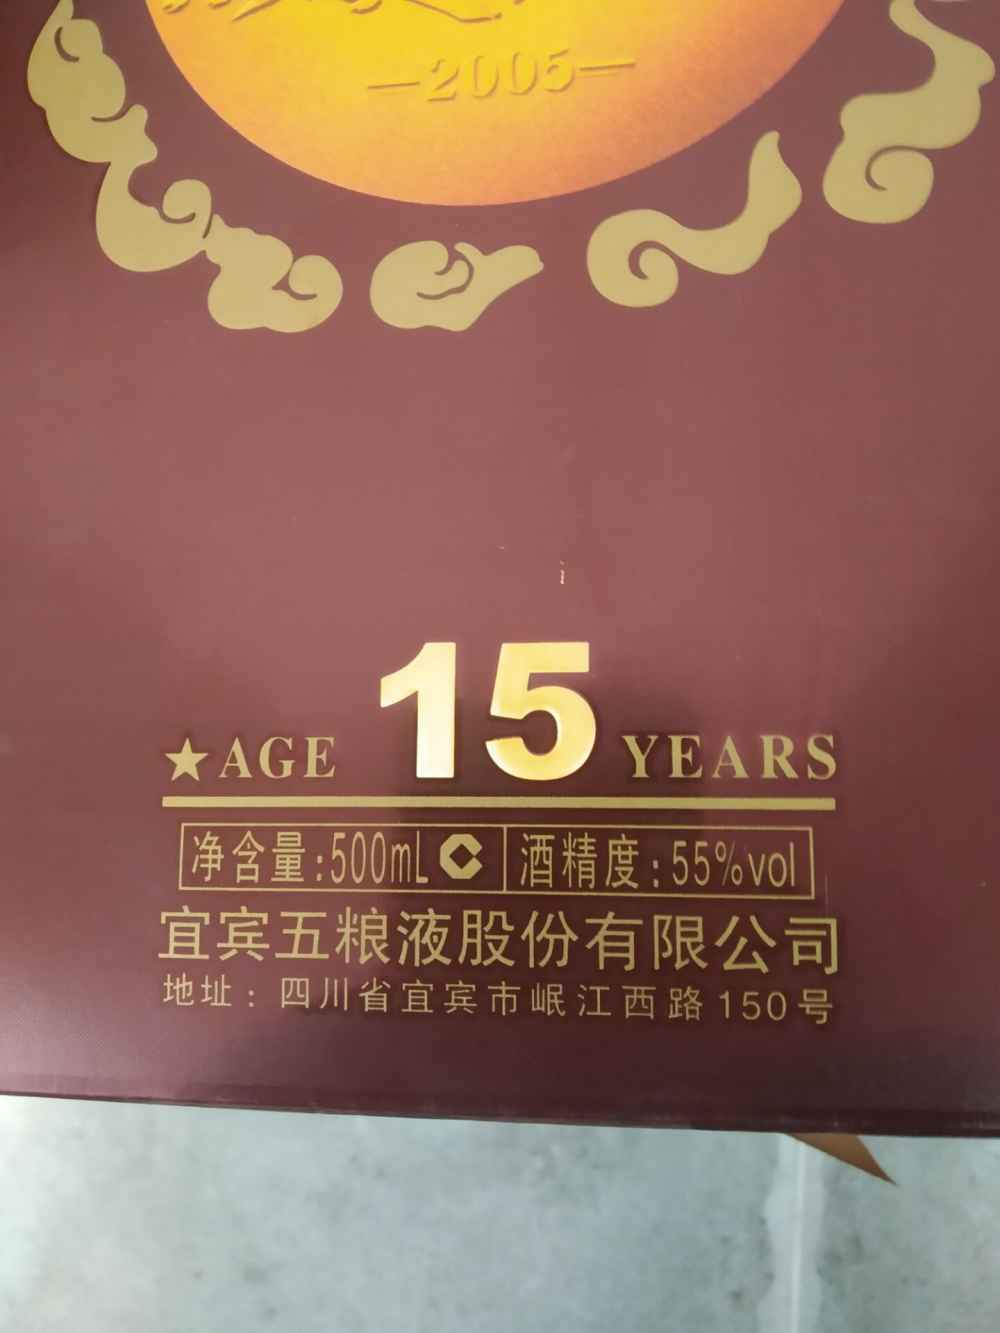 —2005—
★AGE 15 YEARS
净含量:500mL 酒精度:55%vol
宜宾五粮液股份有限公司
地址:四川省宜宾市岷江西路150号